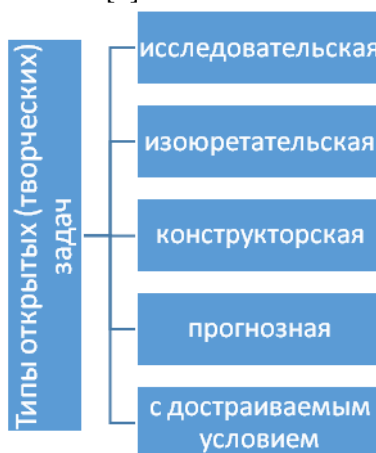 Типы открытых (творческих)
задач
исследовательская
изоюретательская
конструкторская
прогнозная
с достраиваемым
условием